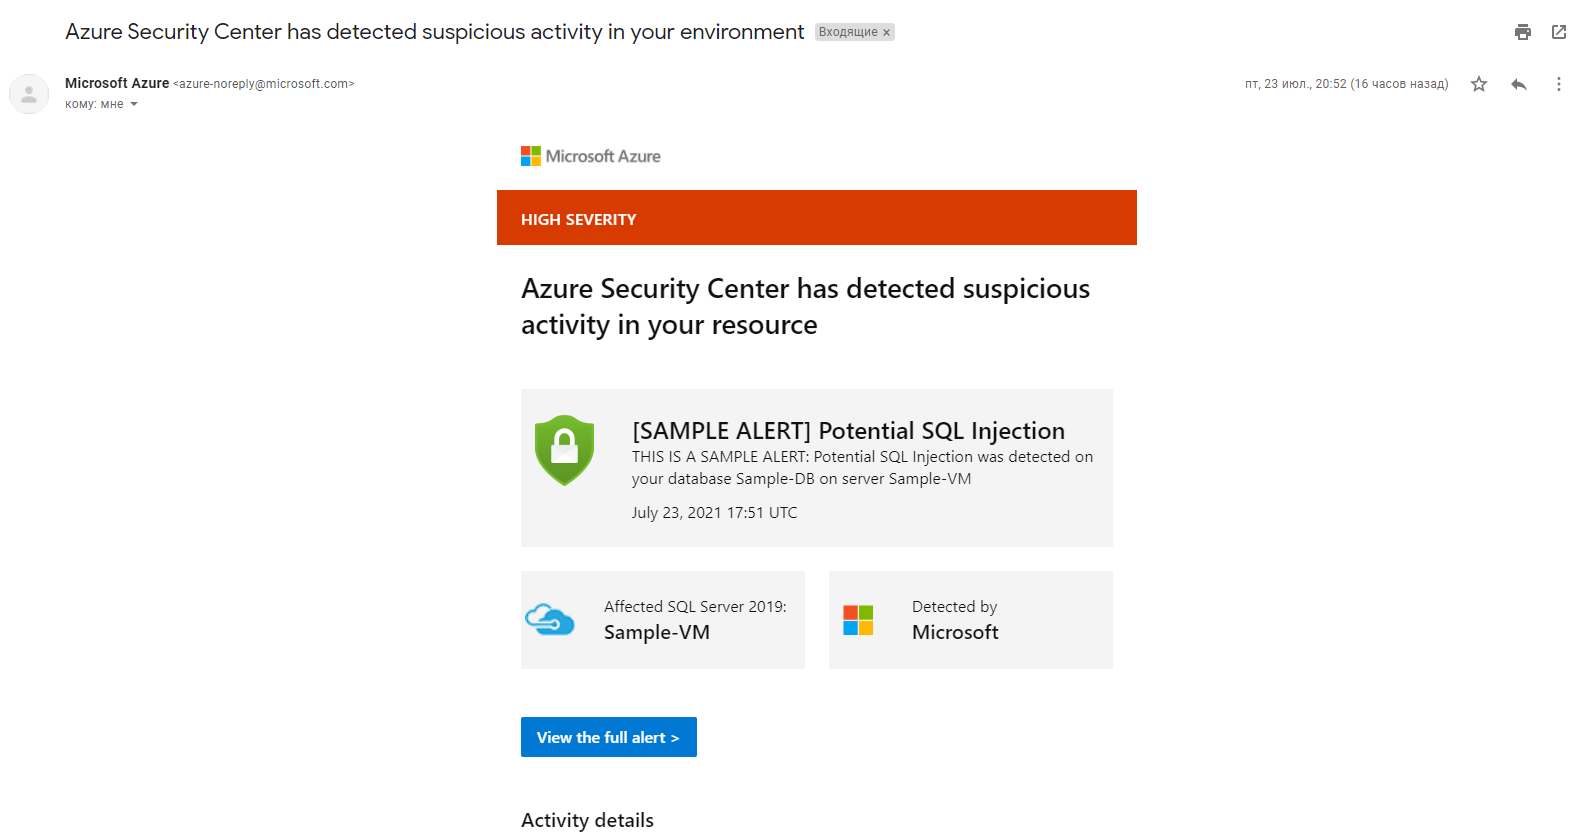 Azure Security Center has detected suspicious activity in your environment Входящие ×
Microsoft Azure <azure-noreply@microsoft.com> пт, 23 июл., 20:52 (16 часов назад)
кому: мне
Microsoft Azure
HIGH SEVERITY
Azure Security Center has detected suspicious
activity in your resource
[SAMPLE ALERT] Potential SQL Injection
THIS IS A SAMPLE ALERT: Potential SQL Injection was detected on
your database Sample-DB on server Sample-VM
July 23, 2021 17:51 UTC
Affected SQL Server 2019:
Sample-VM
Detected by
Microsoft
View the full alert >
Activity details